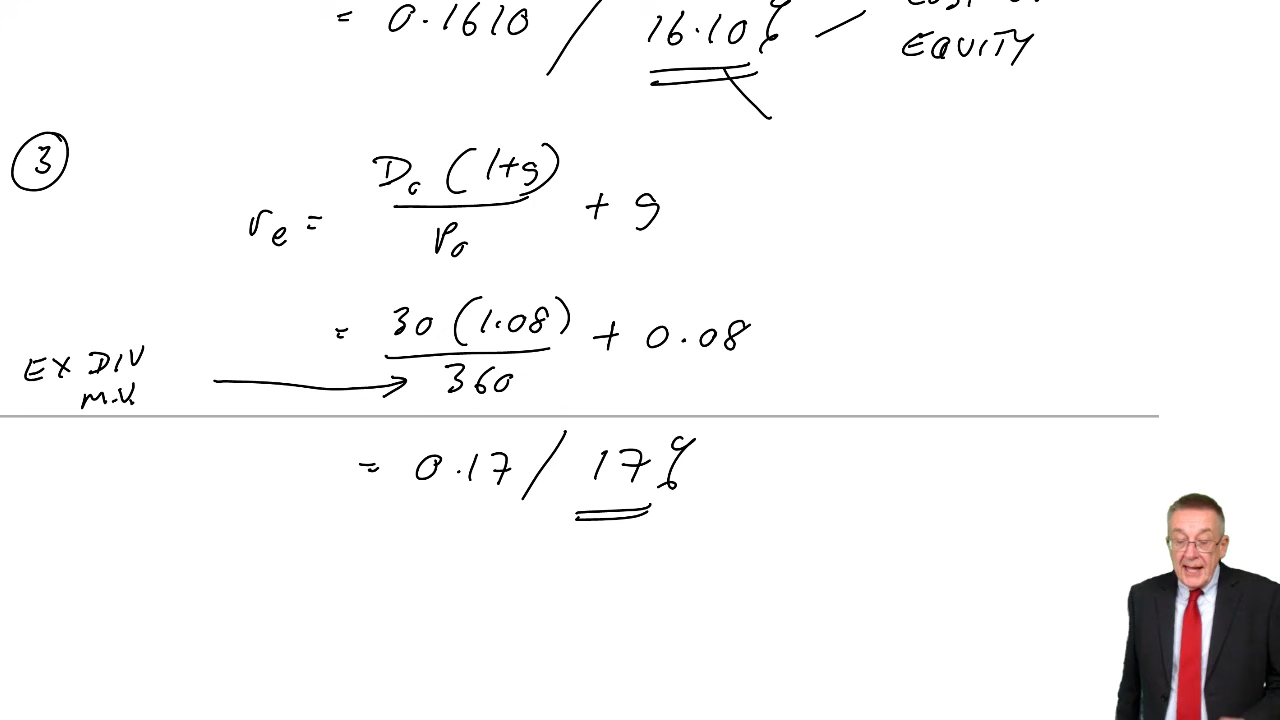 = 0.1610 / 16.10%
EQUITY
3
re = D₀ (1+g) / P₀ + g
= 30 (1.08) / 360 + 0.08
EX DIV
M.V.
= 0.17 / 17%